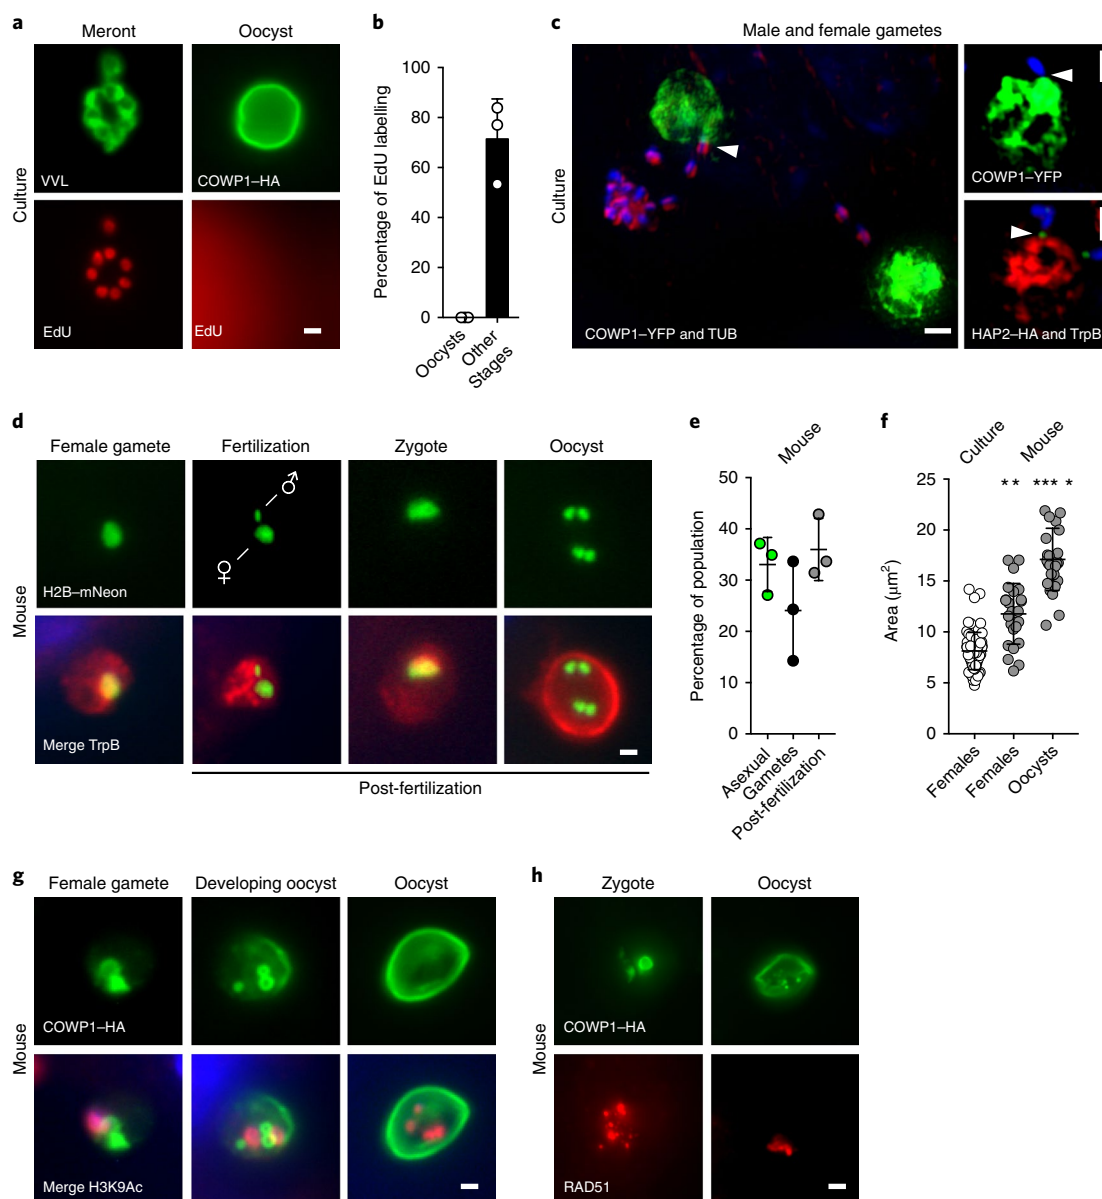 a
Meront
Oocyst
Culture
VVL
COWP1–HA
EdU
EdU
b
Percentage of EdU labelling
100
80
60
40
20
0
Oocysts
Other
Stages
c
Male and female gametes
Culture
COWP1–YFP and TUB
COWP1–YFP
HAP2–HA and TrpB
d
Female gamete
Fertilization
Zygote
Oocyst
Mouse
♂
♀
H2B–mNeon
Merge TrpB
Post-fertilization
e
Mouse
Percentage of population
50
40
30
20
10
0
Asexual
Gametes
Post-fertilization
f
Culture
Mouse
** *** *
Area (μm²)
25
20
15
10
5
0
Females
Females
Oocysts
g
Female gamete
Developing oocyst
Oocyst
Mouse
COWP1–HA
Merge H3K9Ac
h
Zygote
Oocyst
Mouse
COWP1–HA
RAD51